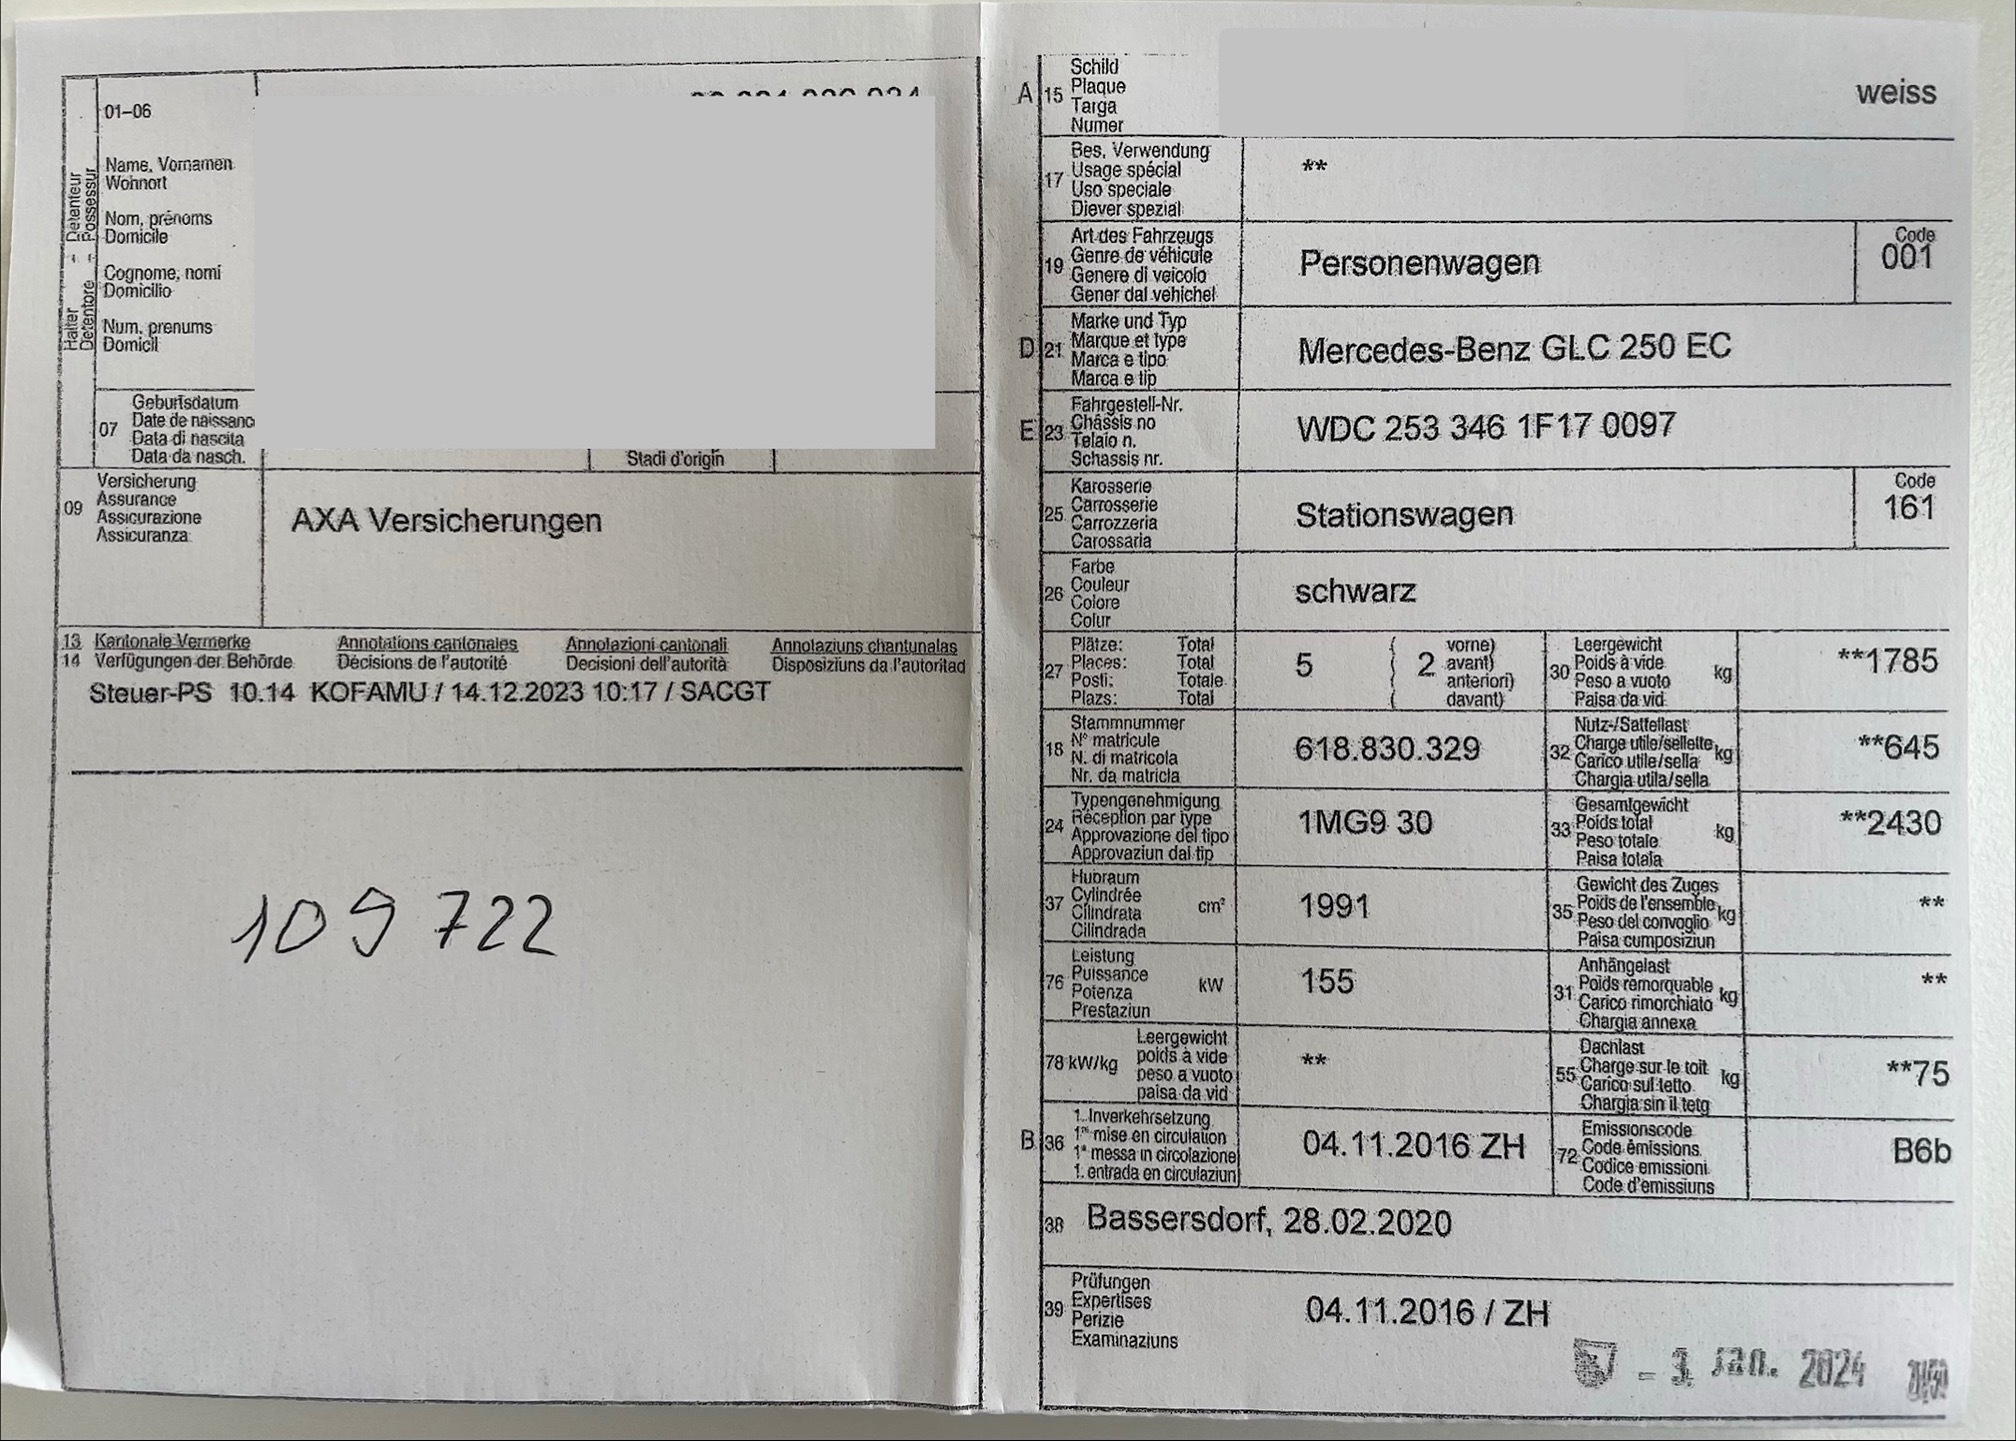 01–06
Name, Vornamen
Wohnort
Nom, prénoms
Domicile
Cognome, nomi
Domicilio
Num, prenums
Domicil
Halter - Detenteur
Detentore - Possessur
07
Geburtsdatum
Date de naissanc
Data di nascita
Data da nasch.
Stadi d'origin
09
Versicherung
Assurance
Assicurazione
Assicuranza
AXA Versicherungen
13 Kantonale Vermerke Annotations cantonales Annotazioni cantonali Annotaziuns chantunalas
14 Verfügungen der Behörde Décisions de l'autorité Decisioni dell'autorità Disposiziuns da l'autoritad
Steuer-PS 10.14 KOFAMU / 14.12.2023 10:17 / SACGT
109 722
A 15
Schild
Plaque
Targa
Numer
weiss
17
Bes. Verwendung
Usage spécial
Uso speciale
Diever spezial
**
19
Art des Fahrzeugs
Genre de véhicule
Genere di veicolo
Gener dal vehichel
Personenwagen
Code
001
D 21
Marke und Typ
Marque et type
Marca e tipo
Marca e tip
Mercedes-Benz GLC 250 EC
E 23
Fahrgestell-Nr.
Châssis no
Telaio n.
Schassis nr.
WDC 253 346 1F17 0097
25
Karosserie
Carrosserie
Carrozzeria
Carossaria
Stationswagen
Code
161
26
Farbe
Couleur
Colore
Colur
schwarz
27
Plätze: Total
Places: Total
Posti: Totale
Plazs: Total
5
( vorne)
( 2 avant)
( anteriori)
( davant)
30
Leergewicht
Poids à vide
Peso a vuoto
Paisa da vid
kg
**1785
18
Stammnummer
N° matricule
N. di matricola
Nr. da matricla
618.830.329
32
Nutz-/Sattellast
Charge utile/sellette
Carico utile/sella
Chargia utila/sella
kg
**645
24
Typengenehmigung
Réception par type
Approvazione del tipo
Approvaziun dal tip
1MG9 30
33
Gesamtgewicht
Poids total
Peso totale
Paisa totala
kg
**2430
37
Hubraum
Cylindrée
Cilindrata
Cilindrada
cm³
1991
35
Gewicht des Zuges
Poids de l'ensemble
Peso del convoglio
Paisa cumposiziun
kg
**
76
Leistung
Puissance
Potenza
Prestaziun
kW
155
31
Anhängelast
Poids remorquable
Carico rimorchiato
Chargia annexa
kg
**
78 kW/kg
Leergewicht
poids à vide
peso a vuoto
paisa da vid
**
55
Dachlast
Charge sur le toit
Carico sul tetto
Chargia sin il tetg
kg
**75
B 36
1. Inverkehrsetzung
1re mise en circulation
1a messa in circolazione
1. entrada en circulaziun
04.11.2016 ZH
72
Emissionscode
Code émissions
Codice emissioni
Code d'emissiuns
B6b
38 Bassersdorf, 28.02.2020
39
Prüfungen
Expertises
Perizie
Examinaziuns
04.11.2016 / ZH
- 3. Jan. 2024